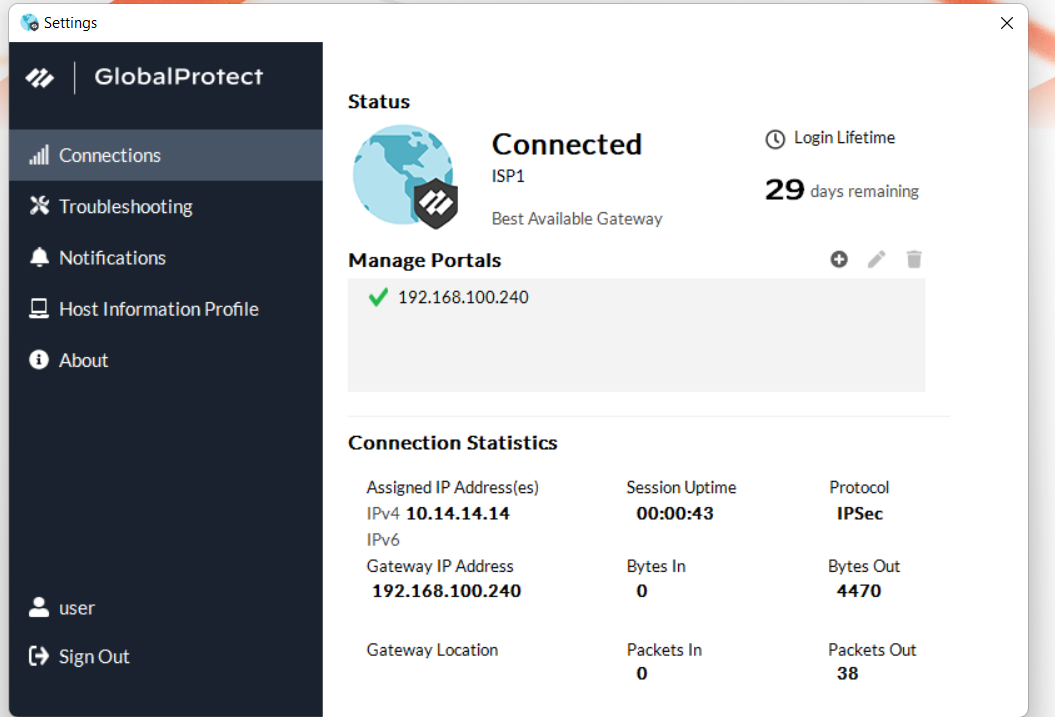 Settings
GlobalProtect
Connections
Troubleshooting
Notifications
Host Information Profile
About
user
Sign Out
Status
Connected
ISP1
Best Available Gateway
Login Lifetime
29 days remaining
Manage Portals
192.168.100.240
Connection Statistics
Assigned IP Address(es)
IPv4 10.14.14.14
IPv6
Session Uptime
00:00:43
Protocol
IPSec
Gateway IP Address
192.168.100.240
Bytes In
0
Bytes Out
4470
Gateway Location
Packets In
0
Packets Out
38